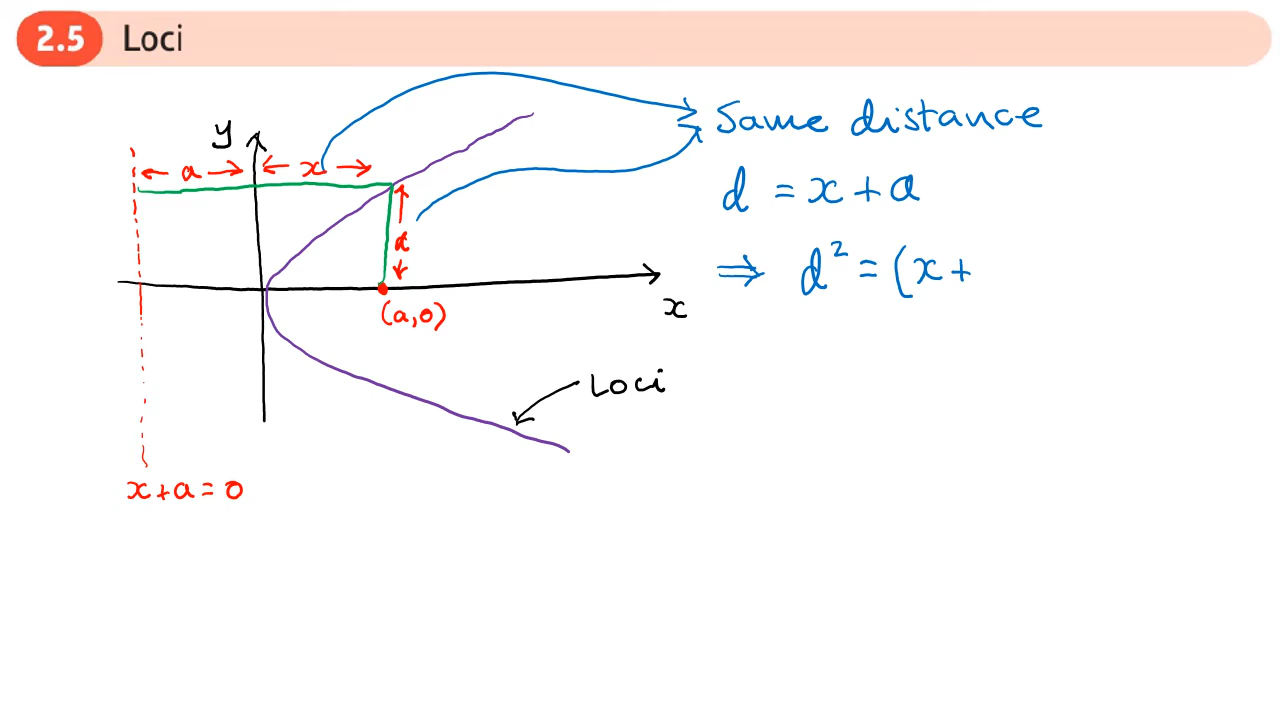 2.5 Loci
Same distance
y
← a → ← x →
d = x + a
d
⇒ d² = (x +
(a,0)
x
Loci
x+a=0